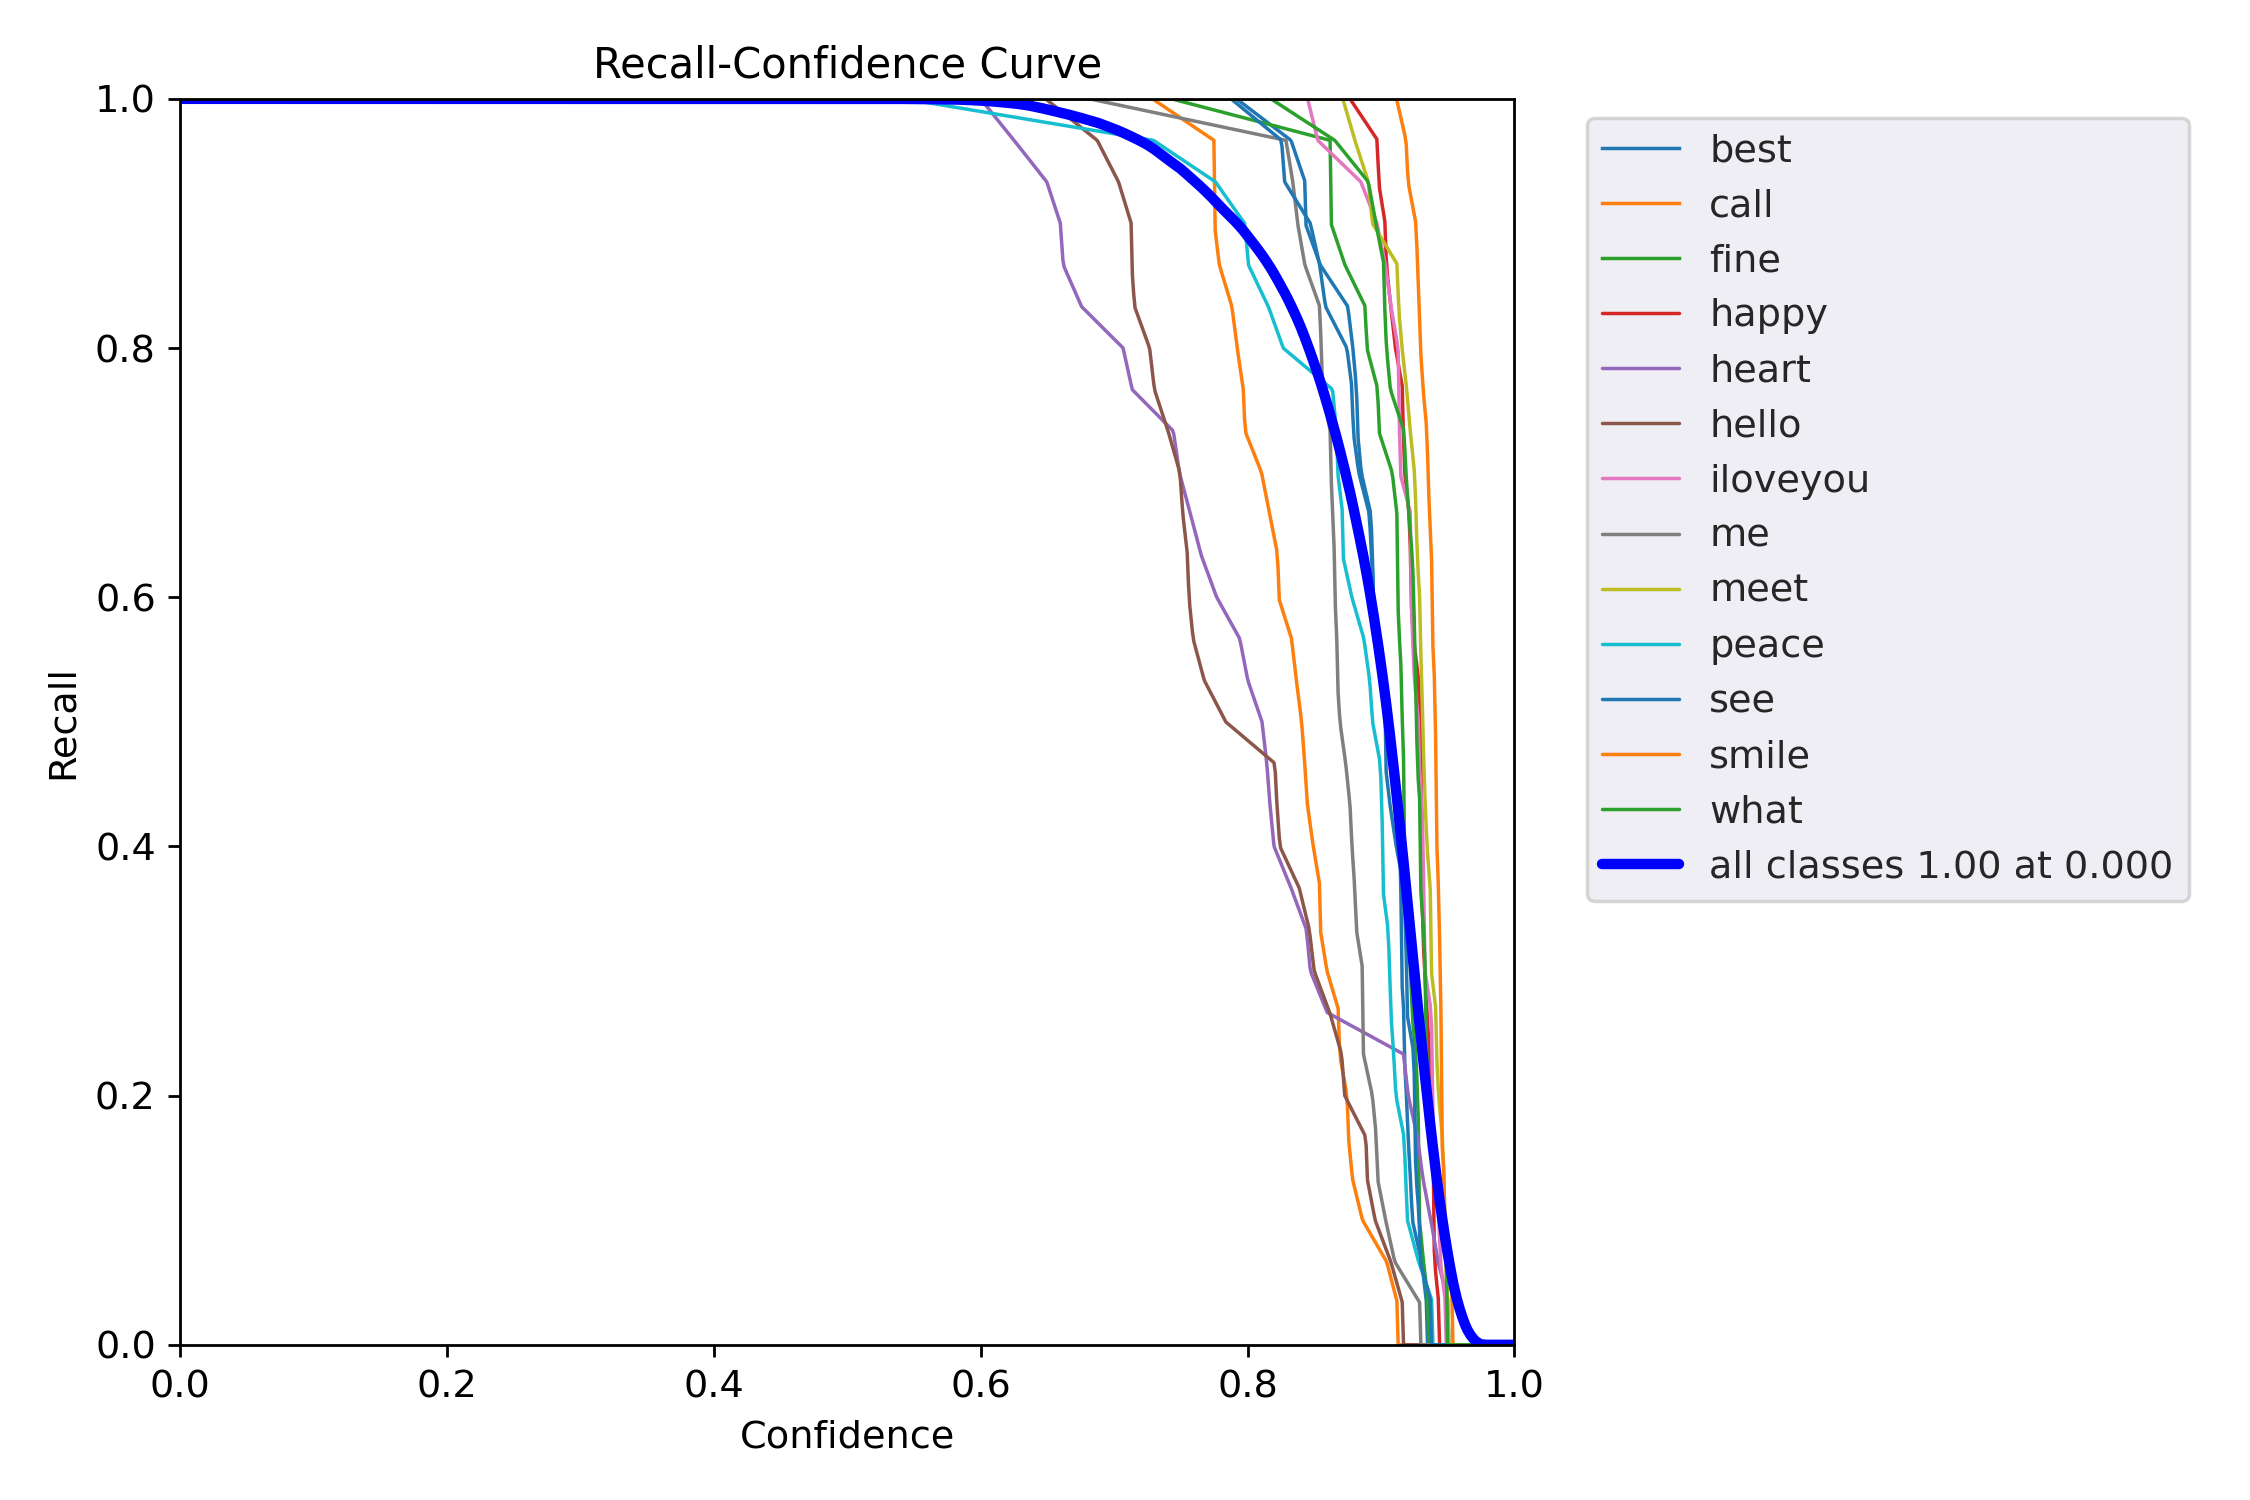 Recall-Confidence Curve
1.0
0.8
0.6
0.4
0.2
0.0
Recall
0.0 0.2 0.4 0.6 0.8 1.0
Confidence
best
call
fine
happy
heart
hello
iloveyou
me
meet
peace
see
smile
what
all classes 1.00 at 0.000